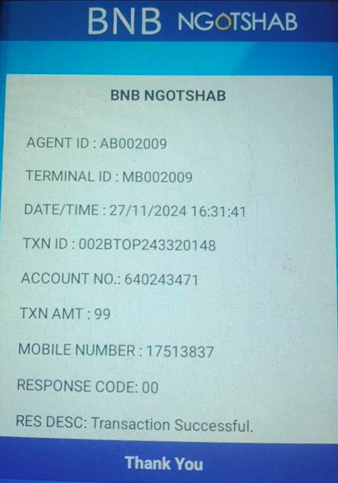 BNB NGOTSHAB
BNB NGOTSHAB
AGENT ID : AB002009
TERMINAL ID : MB002009
DATE/TIME : 27/11/2024 16:31:41
TXN ID : 002BTOP243320148
ACCOUNT NO.: 640243471
TXN AMT : 99
MOBILE NUMBER : 17513837
RESPONSE CODE: 00
RES DESC: Transaction Successful.
Thank You